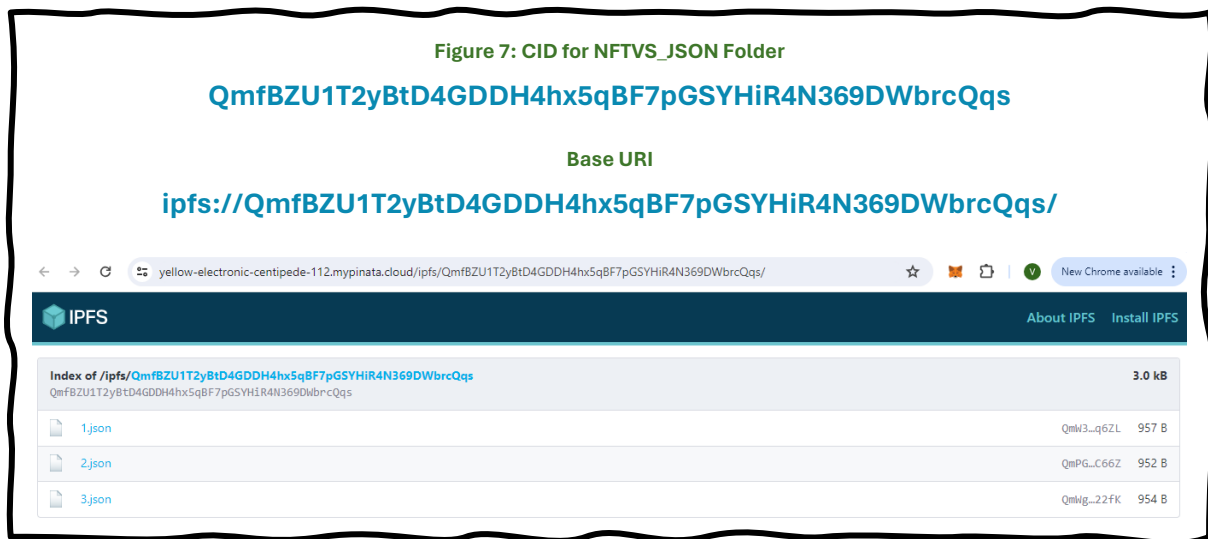 Figure 7: CID for NFTVS_JSON Folder
QmfBZU1T2yBtD4GDDH4hx5qBF7pGSYHiR4N369DWbrcQqs
Base URI
ipfs://QmfBZU1T2yBtD4GDDH4hx5qBF7pGSYHiR4N369DWbrcQqs/
yellow-electronic-centipede-112.mypinata.cloud/ipfs/QmfBZU1T2yBtD4GDDH4hx5qBF7pGSYHiR4N369DWbrcQqs/ V New Chrome available
IPFS About IPFS Install IPFS
Index of /ipfs/QmfBZU1T2yBtD4GDDH4hx5qBF7pGSYHiR4N369DWbrcQqs 3.0 kB
QmfBZU1T2yBtD4GDDH4hx5qBF7pGSYHiR4N369DWbrcQqs
1.json QmW3…q6ZL 957 B
2.json QmPG…C66Z 952 B
3.json QmWg…22fK 954 B